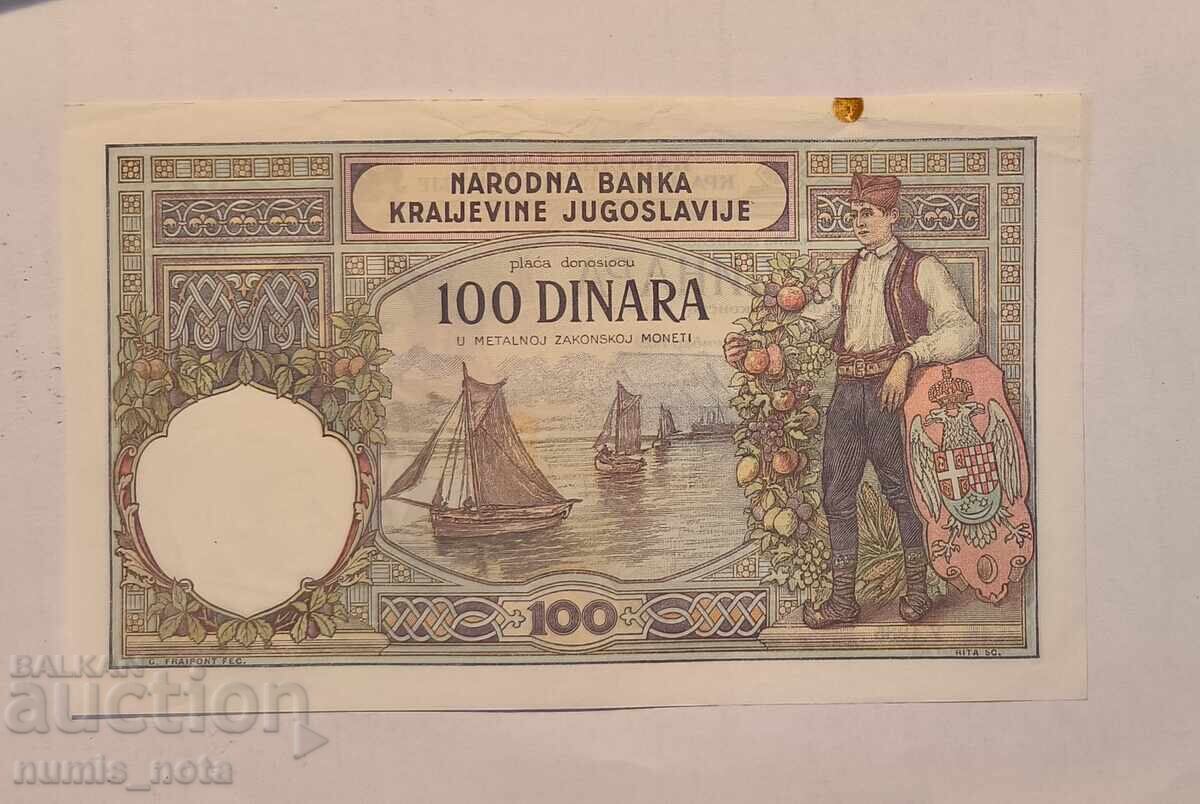 NARODNA BANKA
KRALJEVINE JUGOSLAVIJE
plaća donosiocu
100 DINARA
U METALNOJ ZAKONSKOJ MONETI
100
G. FRAIPONT FEC.
RITA SC.
BALKAN
auction
numis_nota